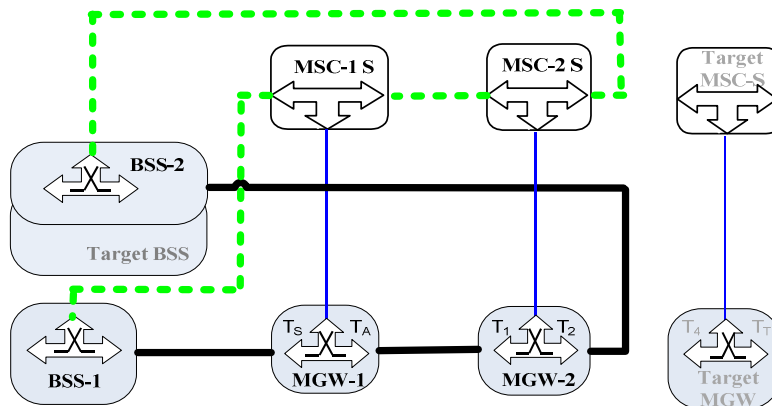 MSC-1 S
MSC-2 S
Target
MSC-S
BSS-2
Target BSS
BSS-1
TS TA
MGW-1
T1 T2
MGW-2
T4 TT
Target
MGW